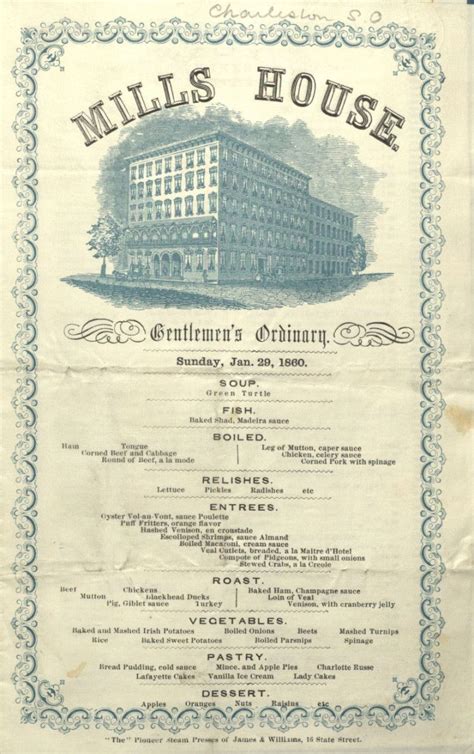 Charleston S.C
MILLS HOUSE.
Gentlemen's Ordinary.
Sunday, Jan. 29, 1860.
SOUP.
Green Turtle
FISH.
Baked Shad, Madeira sauce
BOILED.
Ham Tongue
Corned Beef and Cabbage
Round of Beef, a la mode
Leg of Mutton, caper sauce
Chicken, celery sauce
Corned Pork with spinage
RELISHES.
Lettuce Pickles Radishes etc
ENTREES.
Oyster Vol-au-Vont, sauce Poulette
Puff Fritters, orange flavor
Hashed Venison, en cronstade
Escolloped Shrimps, sauce Almand
Boiled Macaroni, cream sauce
Veal Cutlets, breaded, a la Maitre d'Hotel
Compote of Pidgeons, with small onions
Stewed Crabs, a la Creole
ROAST.
Beef Chickens
Mutton blackhead Ducks
Pig, Giblet sauce Turkey
Baked Ham, Champagne sauce
Loin of Veal
Venison, with cranberry jelly
VEGETABLES.
Baked and Mashed Irish Potatoes Boiled Onions Beets Mashed Turnips
Rice Baked Sweet Potatoes Boiled Parsnips Spinage
PASTRY.
Bread Pudding, cold sauce Mince, and Apple Pies Charlotte Russe
Lafayette Cakes Vanilla Ice Cream Lady Cakes
DESSERT.
Apples Oranges Nuts Raisins etc
"The" Pioneer Steam Presses of James & Williams, 16 State Street.